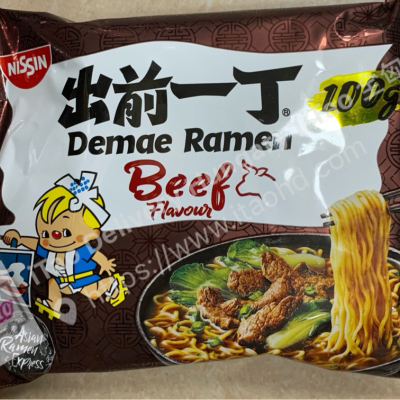 NISSIN
出前一丁®
100g
Demae Ramen
Beef
Flavour
Asian
Ramen
Express